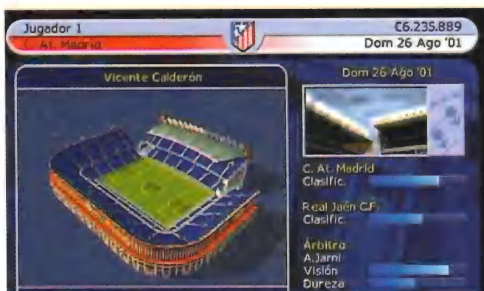 Jugador 1
€6.235.889
C. At. Madrid
Dom 26 Ago '01
Vicente Calderón
Dom 26 Ago '01
C. At. Madrid
Clasific.
Real Jaén C.F.
Clasific.
Árbitro
A.Jarni
Visión
Dureza